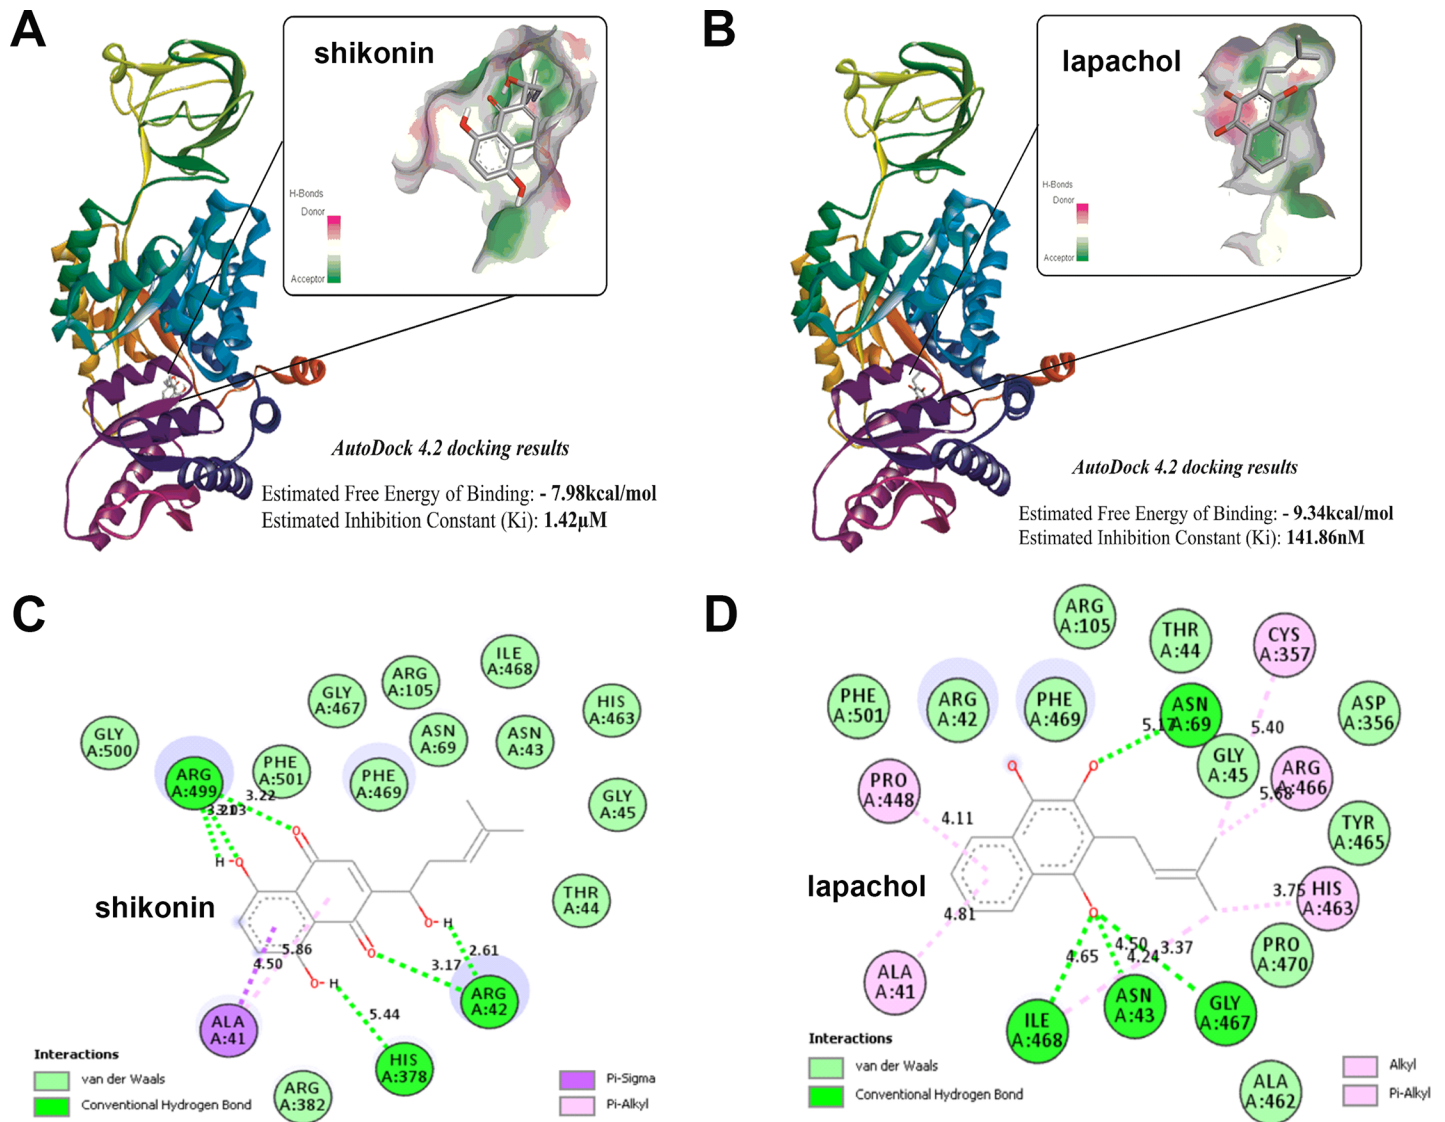 A
shikonin
H-Bonds
Donor
Acceptor
AutoDock 4.2 docking results
Estimated Free Energy of Binding: - 7.98kcal/mol
Estimated Inhibition Constant (Ki): 1.42μM
B
lapachol
H-Bonds
Donor
Acceptor
AutoDock 4.2 docking results
Estimated Free Energy of Binding: - 9.34kcal/mol
Estimated Inhibition Constant (Ki): 141.86nM
C
ILE
A:468
ARG
A:105
GLY
A:467
HIS
A:463
ASN
A:69
ASN
A:43
GLY
A:500
PHE
A:501
ARG
A:499
PHE
A:469
3.22
GLY
A:45
O
H-O
shikonin
THR
A:44
O-H
O
2.61
5.86
4.50
3.17
O-H
ARG
A:42
5.44
ALA
A:41
HIS
A:378
ARG
A:382
Interactions
van der Waals
Conventional Hydrogen Bond
Pi-Sigma
Pi-Alkyl
D
ARG
A:105
THR
A:44
CYS
A:357
PHE
A:501
ARG
A:42
PHE
A:469
ASN
A:69
ASP
A:356
5.17
5.40
GLY
A:45
O
O
PRO
A:448
ARG
A:466
5.68
4.11
TYR
A:465
lapachol
3.75
HIS
A:463
4.81
O
4.50
3.37
4.65
4.24
PRO
A:470
ALA
A:41
ASN
A:43
GLY
A:467
ILE
A:468
Interactions
van der Waals
Conventional Hydrogen Bond
ALA
A:462
Alkyl
Pi-Alkyl